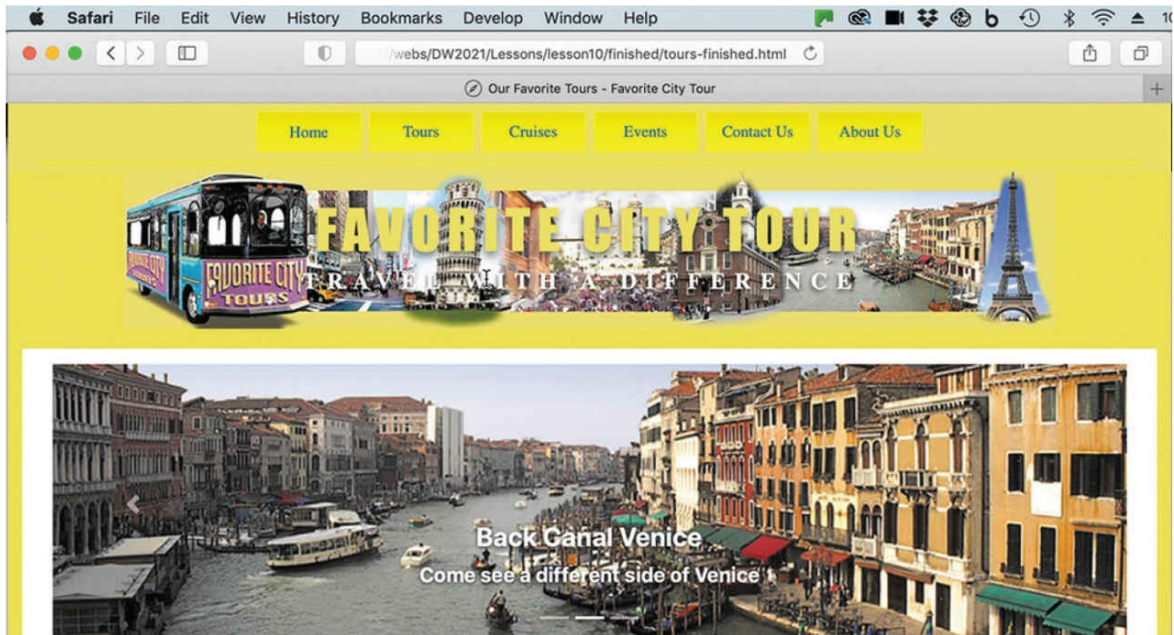 Safari File Edit View History Bookmarks Develop Window Help
/webs/DW2021/Lessons/lesson10/finished/tours-finished.html
Our Favorite Tours - Favorite City Tour
Home Tours Cruises Events Contact Us About Us
FAVORITE CITY TOUR
TRAVEL WITH A DIFFERENCE
FAVORITE CITY
TOURS
Back Canal Venice
Come see a different side of Venice